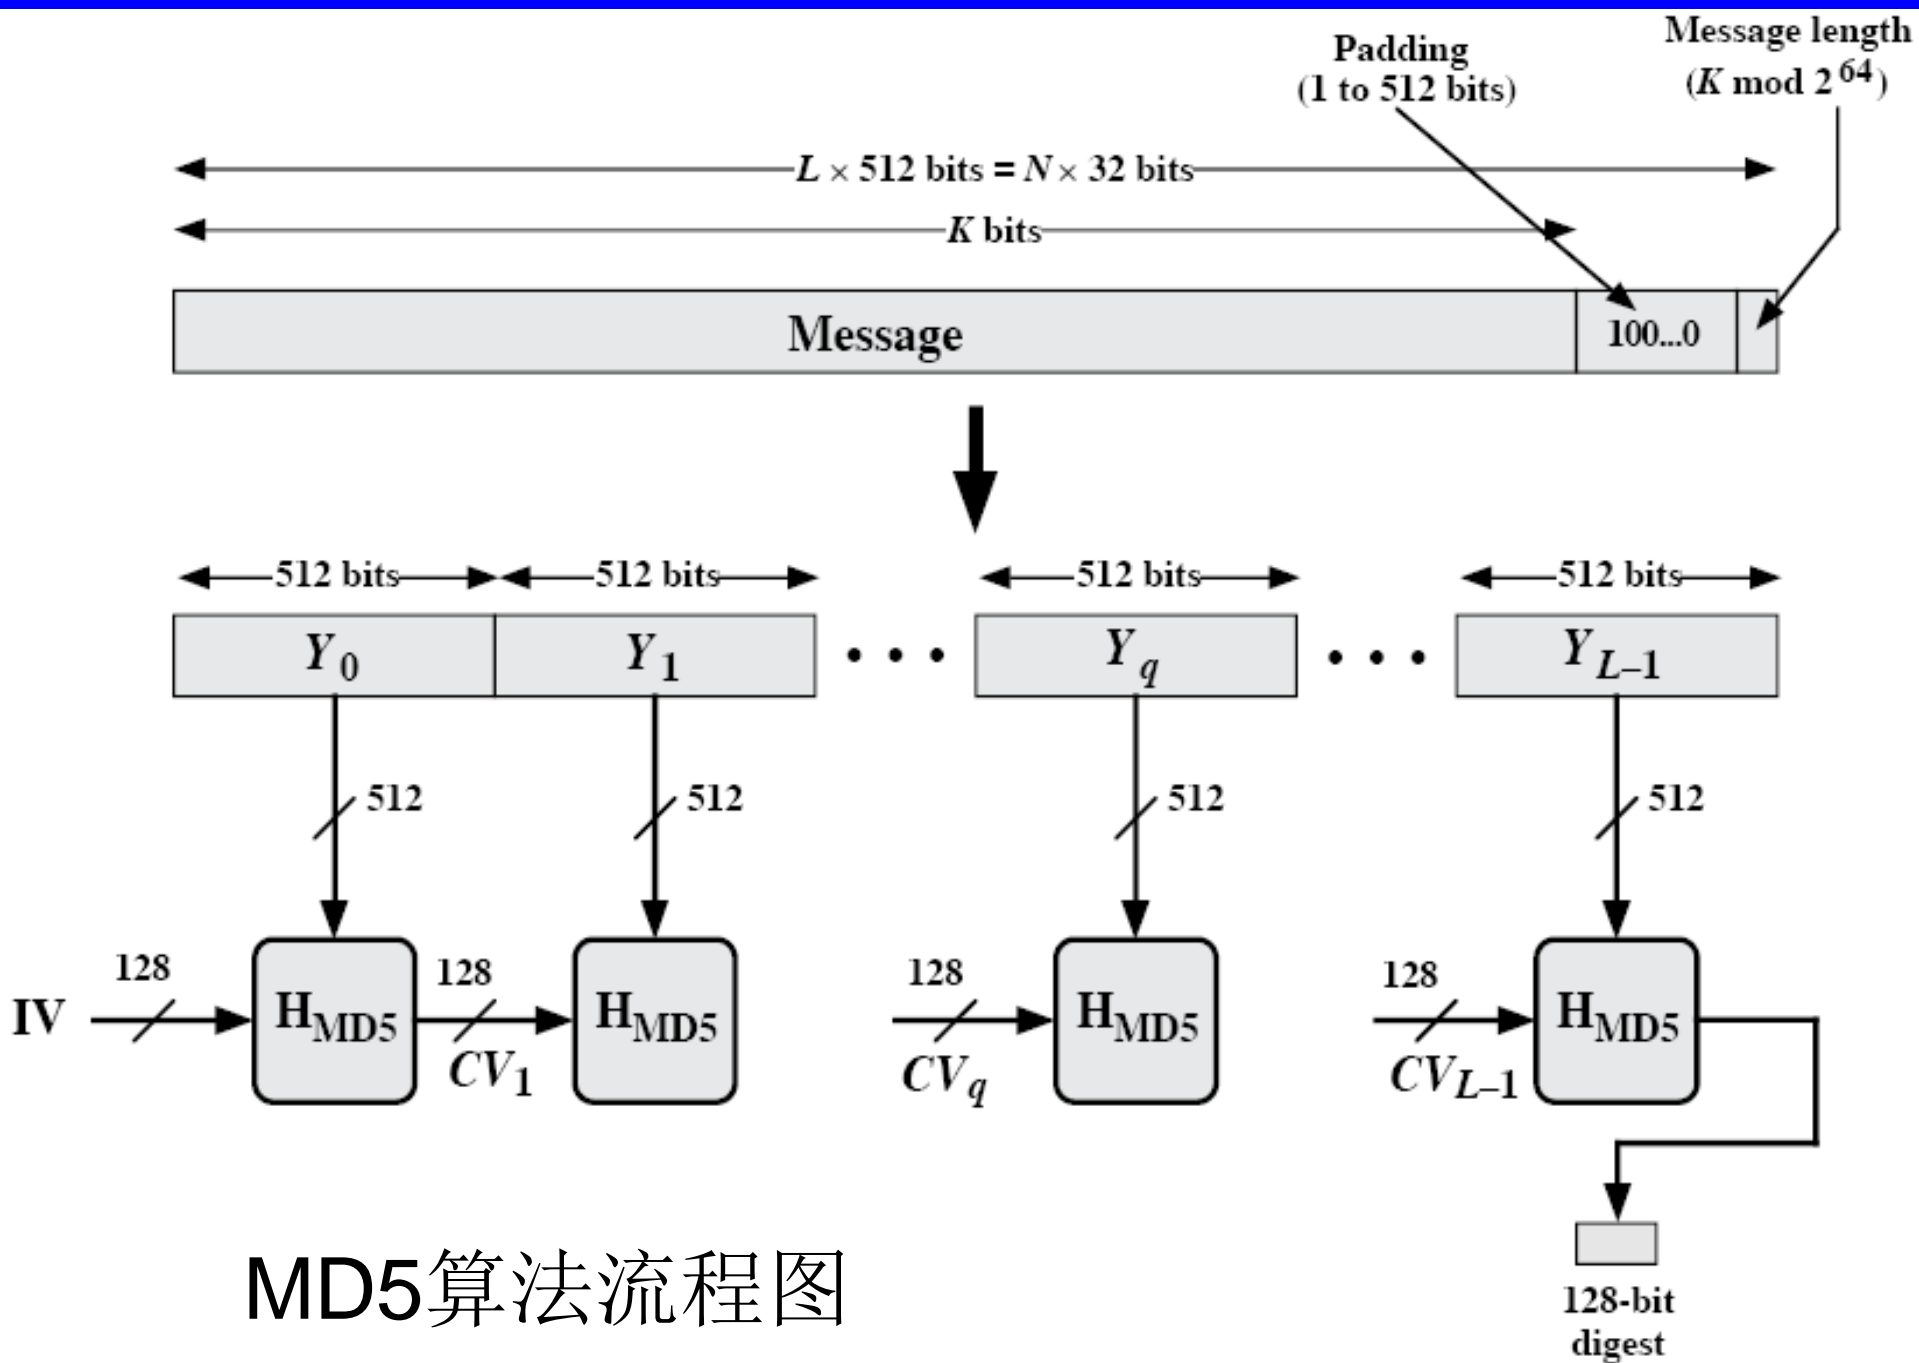 Padding
(1 to 512 bits)
Message length
(K mod 2^64)
L × 512 bits = N × 32 bits
K bits
Message
100...0
512 bits
512 bits
512 bits
512 bits
Y0
Y1
• • •
Yq
• • •
YL–1
512
512
512
512
IV
128
HMD5
128
CV1
HMD5
128
CVq
HMD5
128
CVL–1
HMD5
128-bit
digest
MD5算法流程图